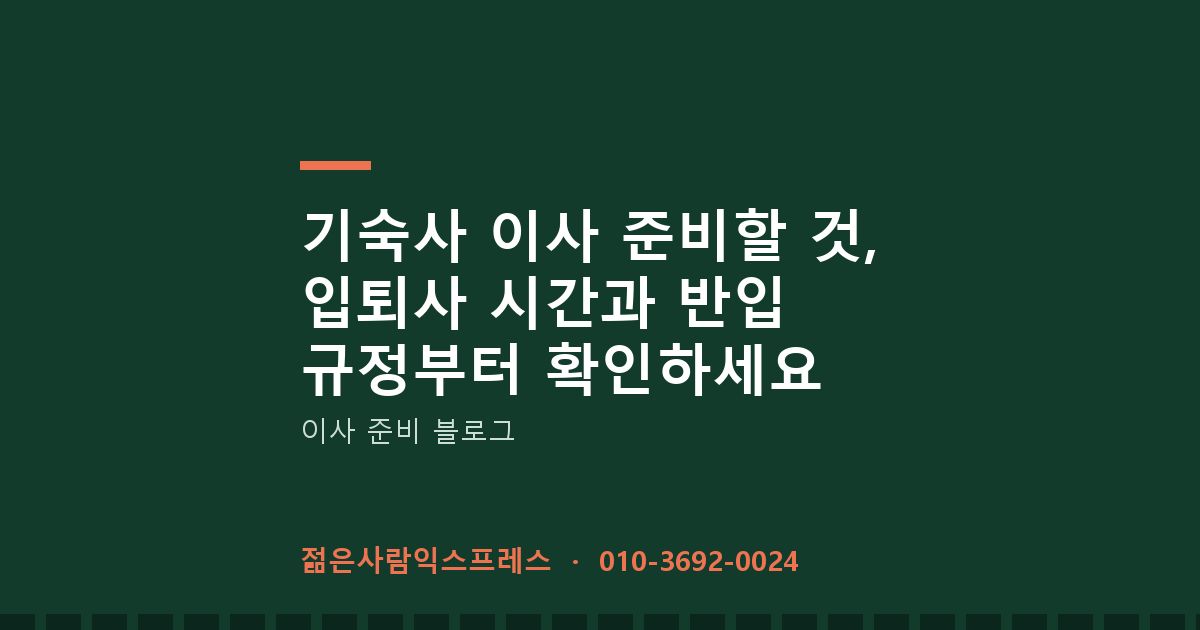 기숙사 이사 준비할 것,
입퇴사 시간과 반입
규정부터 확인하세요
이사 준비 블로그
젊은사람익스프레스 · 010-3692-0024